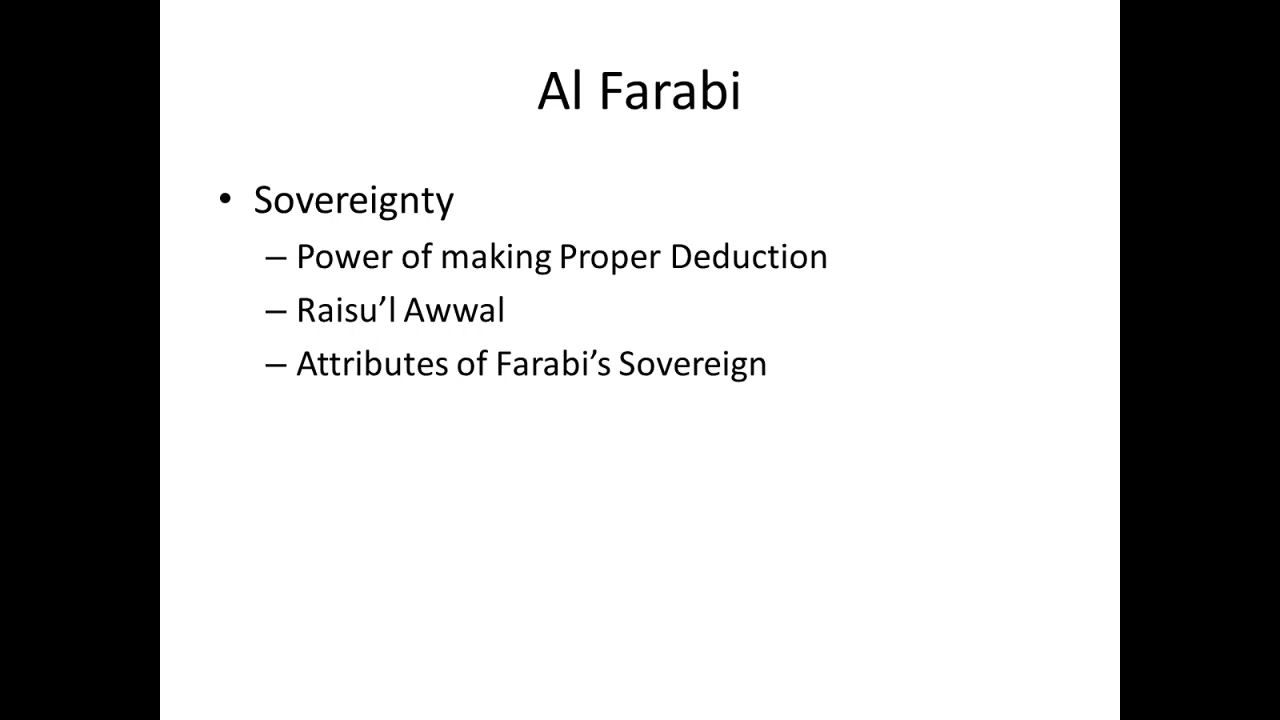 Al Farabi
• Sovereignty
– Power of making Proper Deduction
– Raisu’l Awwal
– Attributes of Farabi’s Sovereign